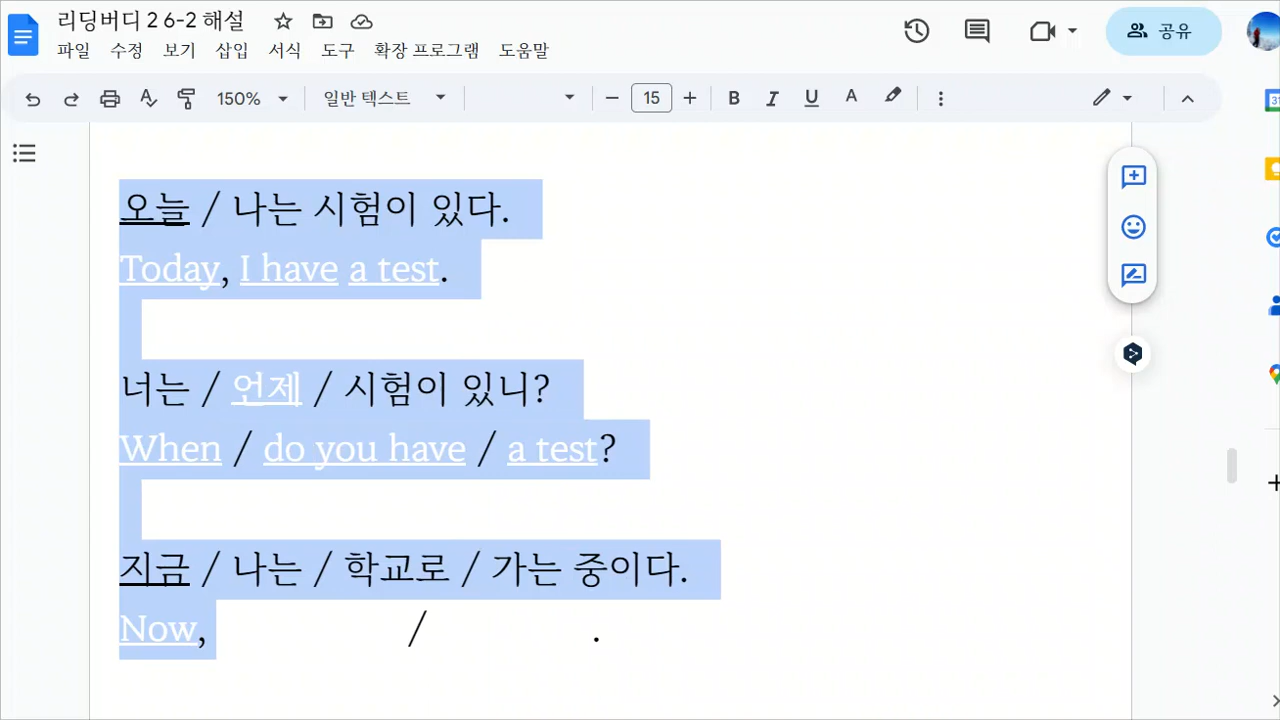 리딩버디 2 6-2 해설
파일 수정 보기 삽입 서식 도구 확장 프로그램 도움말
공유
150% 일반 텍스트 15 B I U A
오늘 / 나는 시험이 있다.
Today, I have a test.
너는 / 언제 / 시험이 있니?
When / do you have / a test?
지금 / 나는 / 학교로 / 가는 중이다.
Now, / .